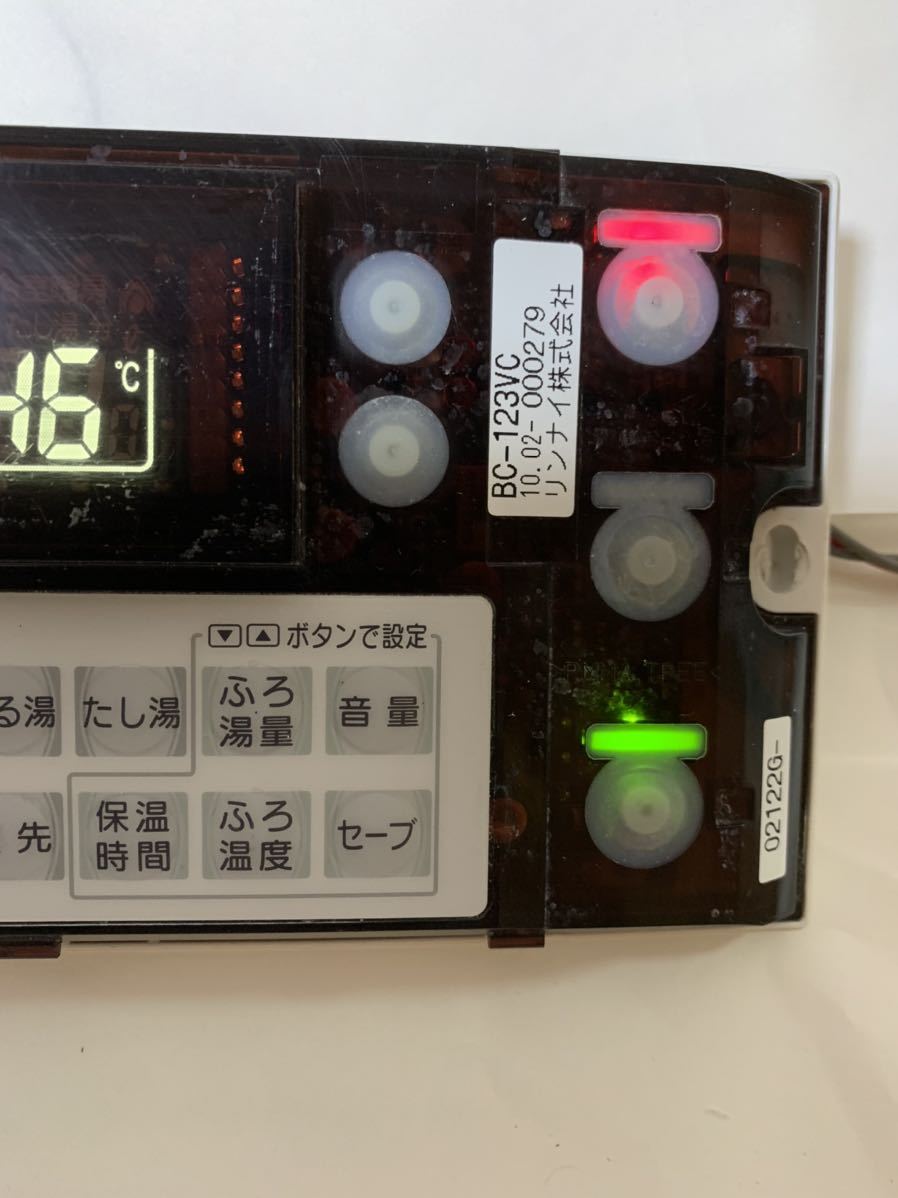 46
℃
BC-123VC
10.02-000279
リンナイ株式会社
▼▲ボタンで設定
る湯
たし湯
ふろ
湯量
音量
先
保温
時間
ふろ
温度
セーブ
02122G-